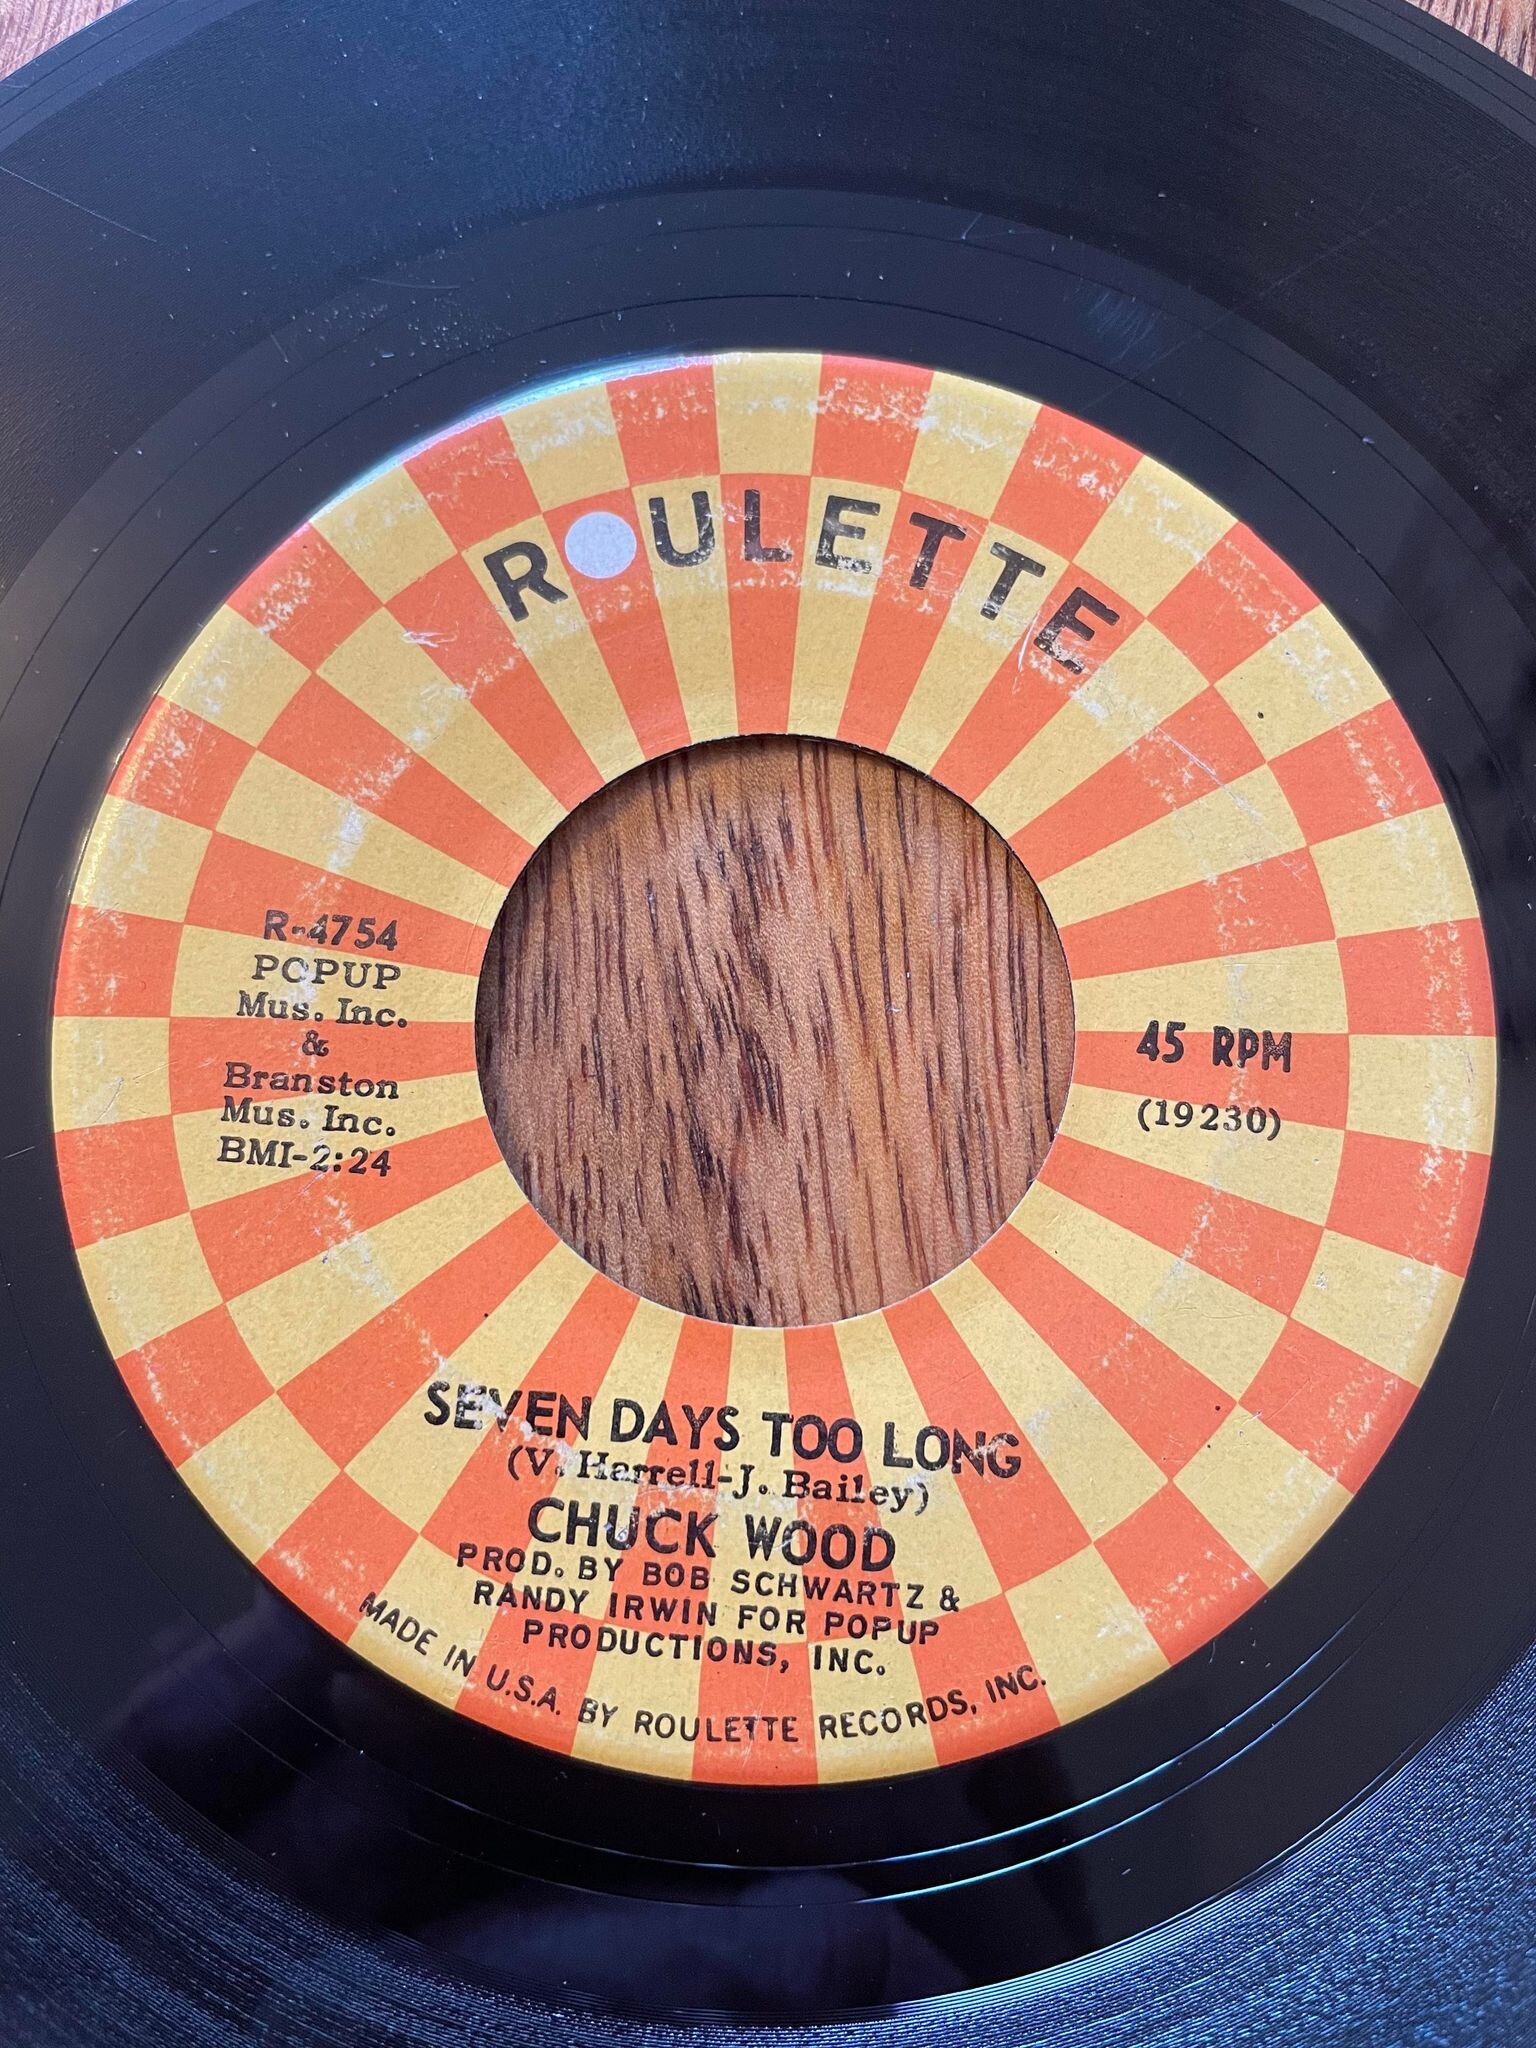 ROULETTE
R-4754
POPUP
Mus. Inc.
&
Branston
Mus. Inc.
BMI-2:24
45 RPM
(19230)
SEVEN DAYS TOO LONG
(V. Harrell-J. Bailey)
CHUCK WOOD
PROD. BY BOB SCHWARTZ &
RANDY IRWIN FOR POPUP
PRODUCTIONS, INC.
MADE IN U.S.A. BY ROULETTE RECORDS, INC.